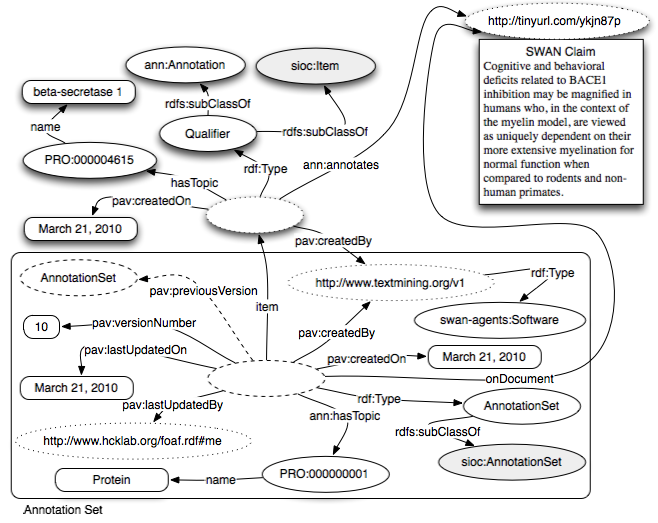 http://tinyurl.com/ykjn87p
SWAN Claim
Cognitive and behavioral
deficits related to BACE1
inhibition may be magnified in
humans who, in the context of
the myelin model, are viewed
as uniquely dependent on their
more extensive myelination for
normal function when
compared to rodents and non-
human primates.
ann:Annotation
sioc:Item
beta-secretase 1
rdfs:subClassOf
name
Qualifier
rdfs:subClassOf
PRO:000004615
rdf:Type
ann:annotates
hasTopic
pav:createdOn
March 21, 2010
pav:createdBy
AnnotationSet
pav:previousVersion
http://www.textmining.org/v1
rdf:Type
item
10
pav:versionNumber
pav:createdBy
swan-agents:Software
pav:lastUpdatedOn
pav:createdOn
March 21, 2010
March 21, 2010
onDocument
pav:lastUpdatedBy
rdf:Type
AnnotationSet
ann:hasTopic
rdfs:subClassOf
http://www.hcklab.org/foaf.rdf#me
sioc:AnnotationSet
Protein
name
PRO:000000001
Annotation Set